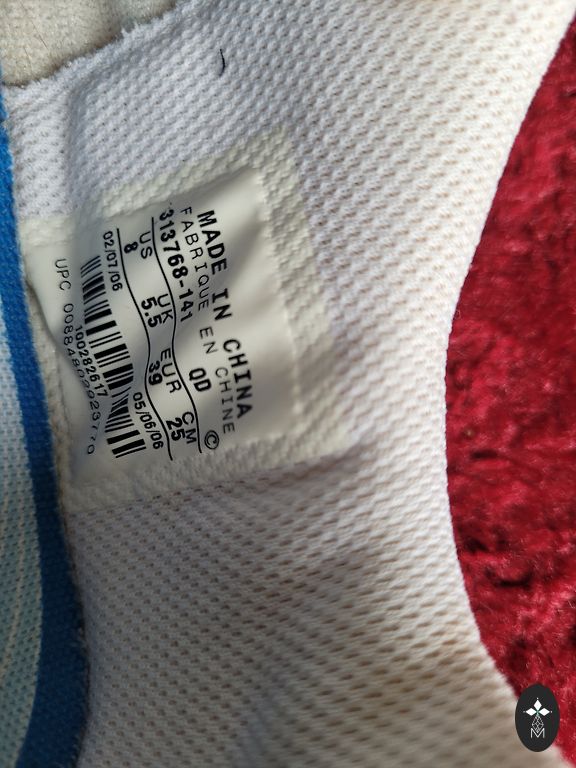 MADE IN CHINA
FABRIQUE EN CHINE
313768-141 QD ©
US UK EUR CM
8 5.5 39 25
02/07/06 05/06/06
100282617
UPC